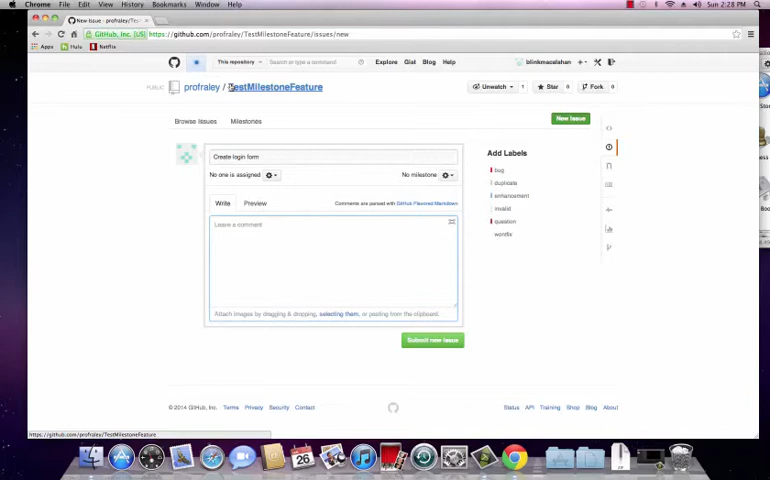 Chrome File Edit View History Bookmarks Window Help Sun 2:28 PM
New Issue · profraley/Test
GitHub, Inc. [US] https://github.com/profraley/TestMilestoneFeature/issues/new
Apps Hulu Netflix
This repository Search or type a command Explore Gist Blog Help blinkmacalahan
PUBLIC profraley / TestMilestoneFeature Unwatch 1 Star 0 Fork 0
Browse Issues Milestones New Issue
Create login form
No one is assigned No milestone
Add Labels
bug
duplicate
enhancement
invalid
question
wontfix
Write Preview Comments are parsed with GitHub Flavored Markdown
Leave a comment
Attach images by dragging & dropping, selecting them, or pasting from the clipboard.
Submit new issue
© 2014 GitHub, Inc. Terms Privacy Security Contact Status API Training Shop Blog About
https://github.com/profraley/TestMilestoneFeature
26